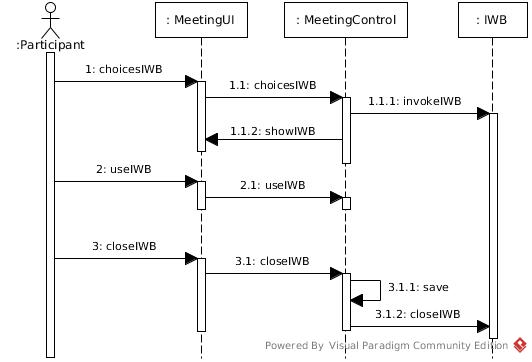 : MeetingUI
: MeetingControl
: IWB
:Participant
1: choicesIWB
1.1: choicesIWB
1.1.1: invokeIWB
1.1.2: showIWB
2: useIWB
2.1: useIWB
3: closeIWB
3.1: closeIWB
3.1.1: save
3.1.2: closeIWB
Powered By Visual Paradigm Community Edition